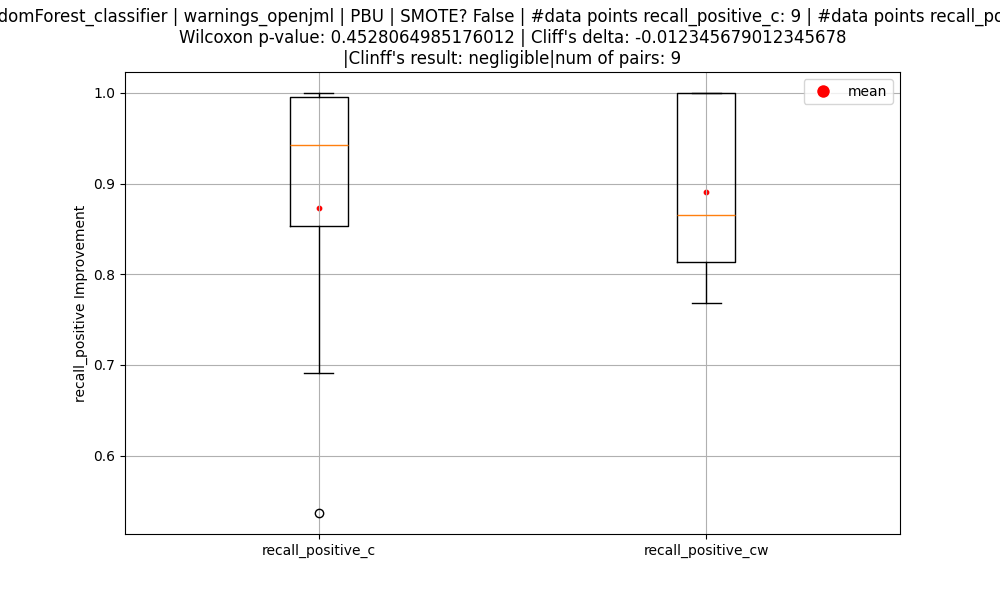 domForest_classifier | warnings_openjml | PBU | SMOTE? False | #data points recall_positive_c: 9 | #data points recall_po
Wilcoxon p-value: 0.4528064985176012 | Cliff's delta: -0.012345679012345678
|Clinff's result: negligible|num of pairs: 9
mean
1.0
0.9
0.8
0.7
0.6
recall_positive Improvement
recall_positive_c
recall_positive_cw